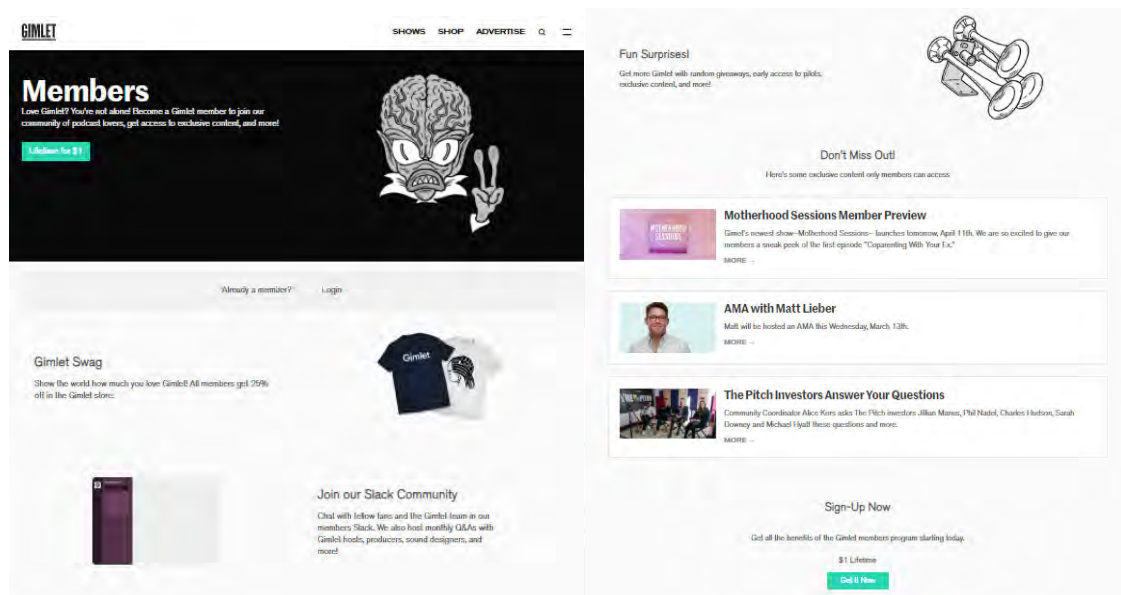 GIMLET
SHOWS SHOP ADVERTISE
Members
Love Gimlet? You're not alone! Become a Gimlet member to join our
community of podcast lovers, get access to exclusive content, and more!
Lifetime for $1
Already a member? Login
Gimlet Swag
Show the world how much you love Gimlet! All members get 25%
off in the Gimlet store.
Gimlet
Join our Slack Community
Chat with fellow fans and the Gimlet team in our
members Slack. We also host monthly Q&As with
Gimlet hosts, producers, sound designers, and
more!
Fun Surprises!
Get more Gimlet with random giveaways, early access to pilots,
exclusive content, and more!
Don't Miss Out!
Here's some exclusive content only members can access
MOTHERHOOD
SESSIONS
Motherhood Sessions Member Preview
Gimel's newest show–Motherhood Sessions– launches tomorrow, April 11th. We are so excited to give our
members a sneak peek of the first episode "Coparenting With Your Ex."
MORE →
AMA with Matt Lieber
Matt will be hosted an AMA this Wednesday, March 13th.
MORE →
The Pitch Investors Answer Your Questions
Community Coordinator Alice Kors asks The Pitch investors Jillian Manus, Phil Nadel, Charles Hudson, Sarah
Downey and Michael Hyatt these questions and more.
MORE →
Sign-Up Now
Get all the benefits of the Gimlet members program starting today.
$1 Lifetime
Get It Now